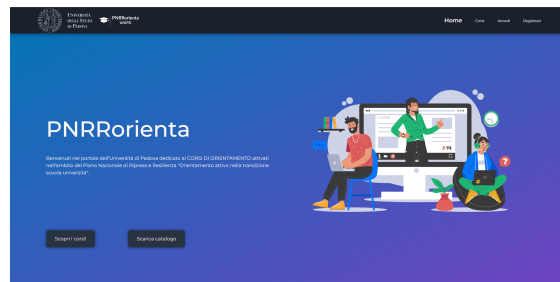 UNIVERSITÀ
DEGLI STUDI
DI PADOVA
PNRRorienta
UNIPD
Home
Corsi
Accedi
Registrati
PNRRorienta
Benvenuti nel portale dell'Università di Padova dedicato ai CORSI DI ORIENTAMENTO attivati
nell'ambito del Piano Nazionale di Ripresa e Resilienza "Orientamento attivo nella transizione
scuola università".
Scopri i corsi!
Scarica catalogo
?